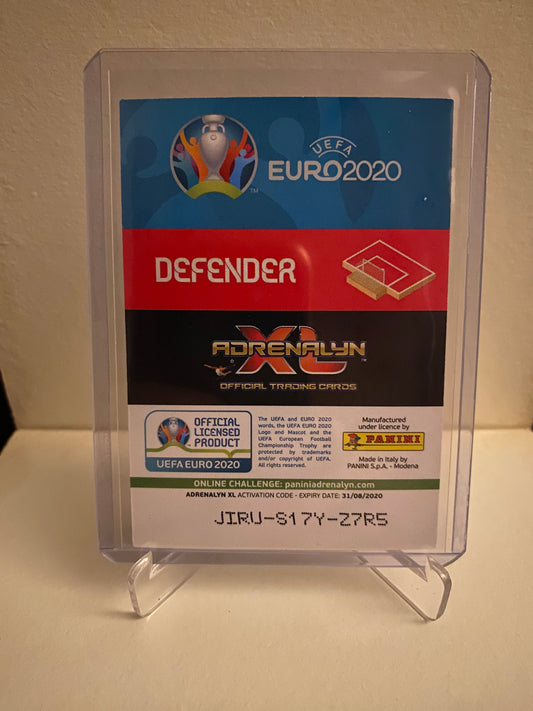 UEFA
EURO2020
TM
DEFENDER
ADRENALYN
XL
TM
OFFICIAL TRADING CARDS
OFFICIAL
LICENSED
PRODUCT
UEFA EURO 2020
The UEFA and EURO 2020
words, the UEFA EURO 2020
Logo and Mascot and the
UEFA European Football
Championship Trophy are
protected by trademarks
and/or copyright of UEFA.
All rights reserved.
Manufactured
under licence by
PANINI
Made in Italy by
PANINI S.p.A. - Modena
ONLINE CHALLENGE: paniniadrenalyn.com
ADRENALYN XL ACTIVATION CODE - EXPIRY DATE: 31/08/2020
JIRU-S17Y-Z7R5